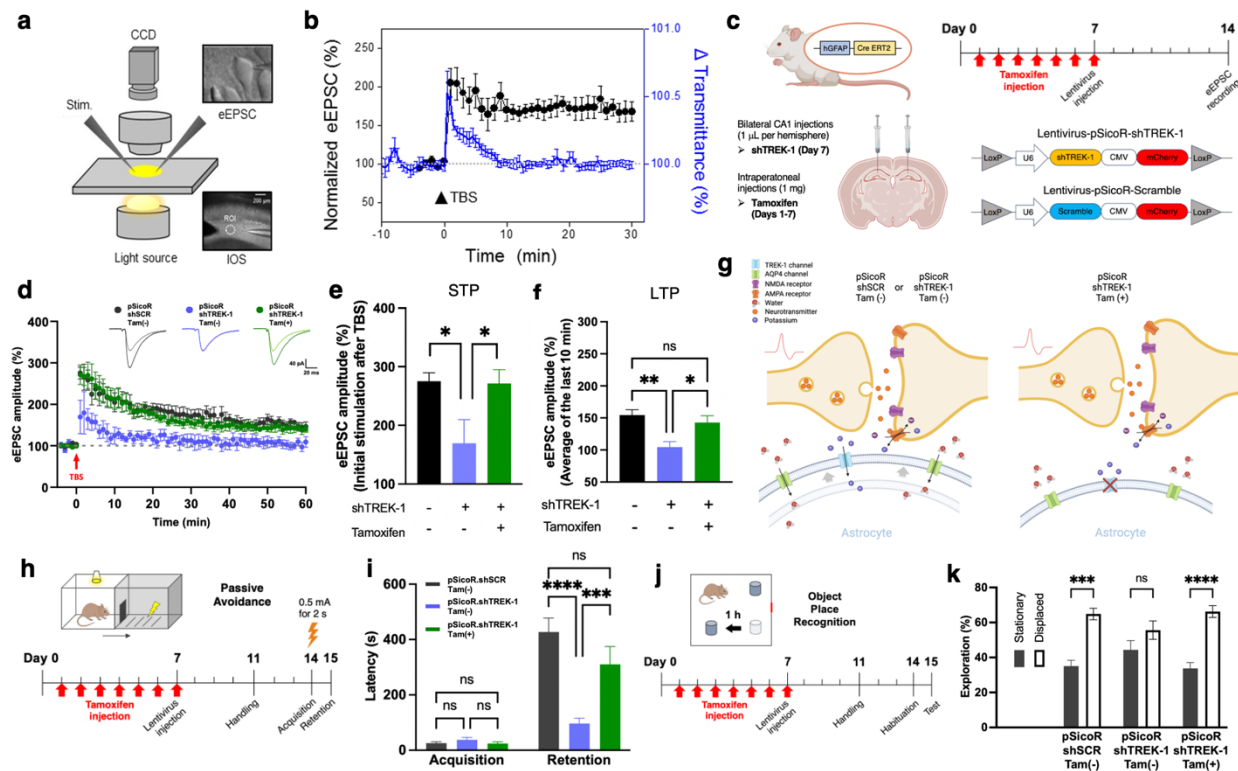 a
CCD
Stim.
eEPSC
200 µm
ROI
Light source
IOS
b
Normalized eEPSC (%)
250
200
150
100
50
101.0
100.5
100.0
Δ Transmittance (%)
TBS
-10
0
10
20
30
Time (min)
c
hGFAP
Cre ERT2
Day 0
7
14
Tamoxifen
injection
Lentivirus
injection
eEPSC
recording
Bilateral CA1 injections
(1 µL per hemisphere)
➤ shTREK-1 (Day 7)
Intraperatoneal
injections (1 mg)
➤ Tamoxifen
(Days 1-7)
Lentivirus-pSicoR-shTREK-1
LoxP
U6
shTREK-1
CMV
mCherry
LoxP
Lentivirus-pSicoR-Scramble
LoxP
U6
Scramble
CMV
mCherry
LoxP
d
pSicoR
shSCR
Tam(-)
pSicoR
shTREK-1
Tam(-)
pSicoR
shTREK-1
Tam(+)
40 pA
20 ms
eEPSC amplitude (%)
400
300
200
100
0
TBS
0
10
20
30
40
50
60
Time (min)
e
STP
eEPSC amplitude (%)
(Initial stimulation after TBS)
400
300
200
100
*
*
shTREK-1
-
+
+
Tamoxifen
-
-
+
f
LTP
eEPSC amplitude (%)
(Average of the last 10 min)
300
250
200
150
100
50
ns
**
*
shTREK-1
-
+
+
Tamoxifen
-
-
+
g
TREK-1 channel
AQP4 channel
NMDA receptor
AMPA receptor
Water
Neurotransmitter
Potassium
pSicoR
shSCR
Tam (-)
or
pSicoR
shTREK-1
Tam (-)
pSicoR
shTREK-1
Tam (+)
Astrocyte
Astrocyte
h
Passive
Avoidance
0.5 mA
for 2 s
Day 0
7
11
14 15
Tamoxifen
injection
Lentivirus
injection
Handling
Acquisition
Retention
i
pSicoR.shSCR
Tam(-)
pSicoR.shTREK-1
Tam(-)
pSicoR.shTREK-1
Tam(+)
Latency (s)
600
400
200
0
ns
ns
ns
ns
****
***
Acquisition
Retention
j
1 h
Object
Place
Recognition
Day 0
7
11
14 15
Tamoxifen
injection
Lentivirus
injection
Handling
Habituation
Test
k
Stationary
Displaced
Exploration (%)
80
60
40
20
0
***
ns
****
pSicoR
shSCR
Tam(-)
pSicoR
shTREK-1
Tam(-)
pSicoR
shTREK-1
Tam(+)